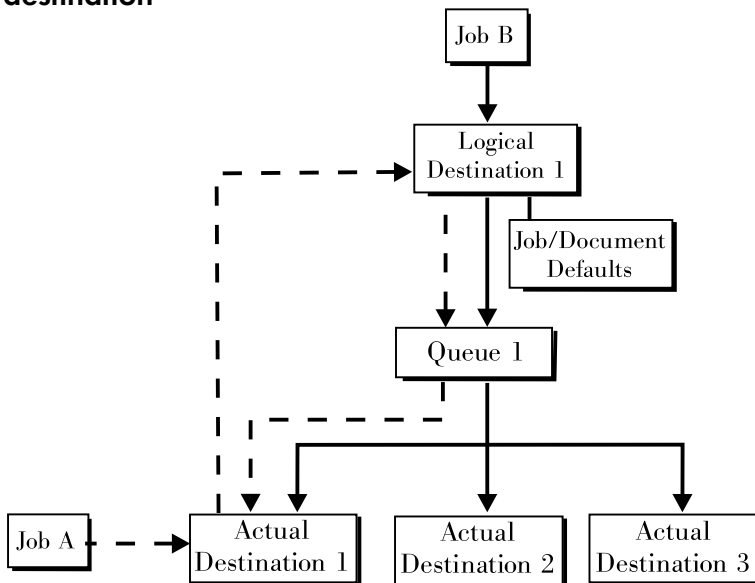 destination
Job B
Logical
Destination 1
Job/Document
Defaults
Queue 1
Job A
Actual
Destination 1
Actual
Destination 2
Actual
Destination 3